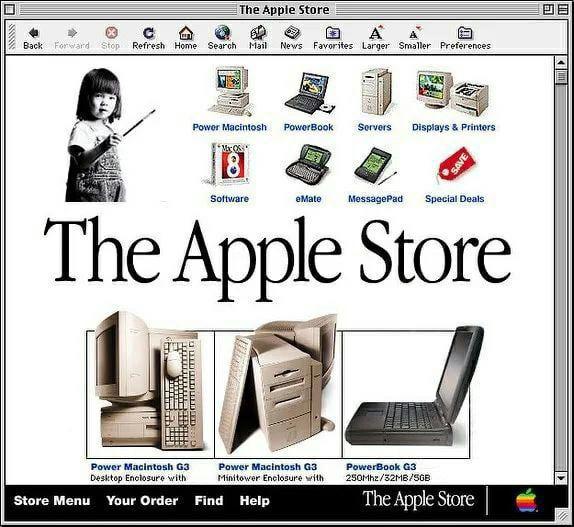 The Apple Store
Back Forward Stop Refresh Home Search Mail News Favorites Larger Smaller Preferences
Power Macintosh PowerBook Servers Displays & Printers
Mac OS
8
SAVE
Software eMate MessagePad Special Deals
The Apple Store
Power Macintosh G3 Power Macintosh G3 PowerBook G3
Desktop Enclosure with Minitower Enclosure with 250Mhz/32MB/5GB
Store Menu Your Order Find Help The Apple Store